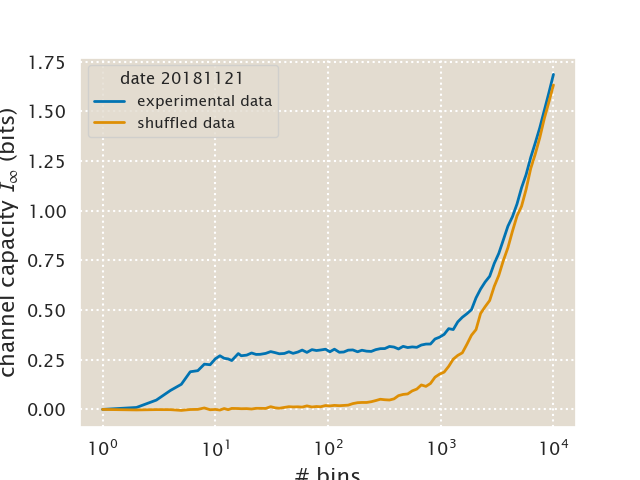 date 20181121
experimental data
shuffled data
channel capacity I∞ (bits)
1.75
1.50
1.25
1.00
0.75
0.50
0.25
0.00
10⁰
10¹
10²
10³
10⁴
# bins